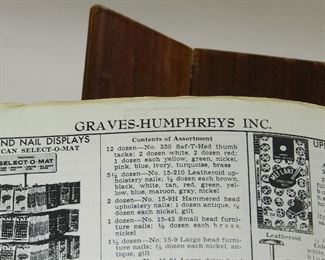 GRAVES-HUMPHREYS INC.
ND NAIL DISPLAYS
CAN SELECT-O-MAT
SELECT-O-MAT
Contents of Assortment
12 dozen—No. 350 Saf-T-Hed thumb
tacks; 2 dozen white, 2 dozen red;
1 dozen each yellow, green, nickel,
pink, blue, ivory, turquoise, brass
5½ dozen—No. 15-210 Leatheroid up-
holstery nails; ½ dozen each brown,
black, white, tan, red, green, yel-
low, blue, maroon, gray, nickel
2 dozen—No. 15-9H Hammered head
upholstery nails; 1 dozen antique, ½
dozen each nickel, gilt
1 dozen—No. 15-43 Small head furni-
ture nails; ½ dozen each brass,
nickel
1½ dozen—No. 15-9 Large head furni-
ture nails; ½ dozen each nickel, an-
tique, gilt
Leatheroid